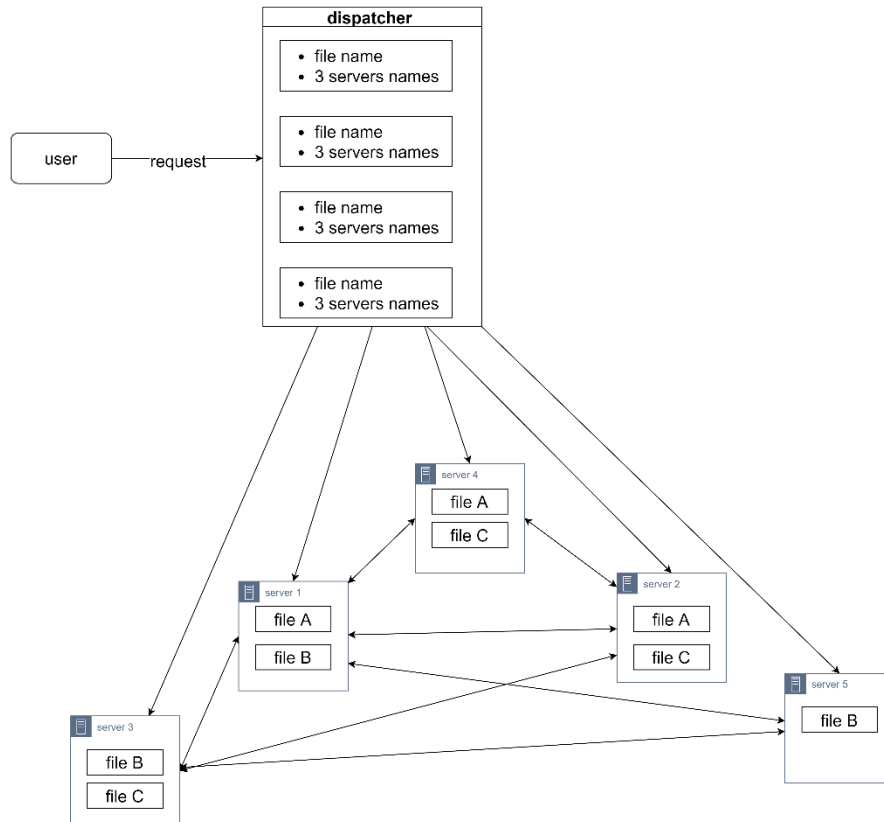 dispatcher
file name
3 servers names
file name
3 servers names
user
request
file name
3 servers names
file name
3 servers names
server 4
file A
file C
server 1
file A
file B
server 2
file A
file C
server 5
file B
server 3
file B
file C